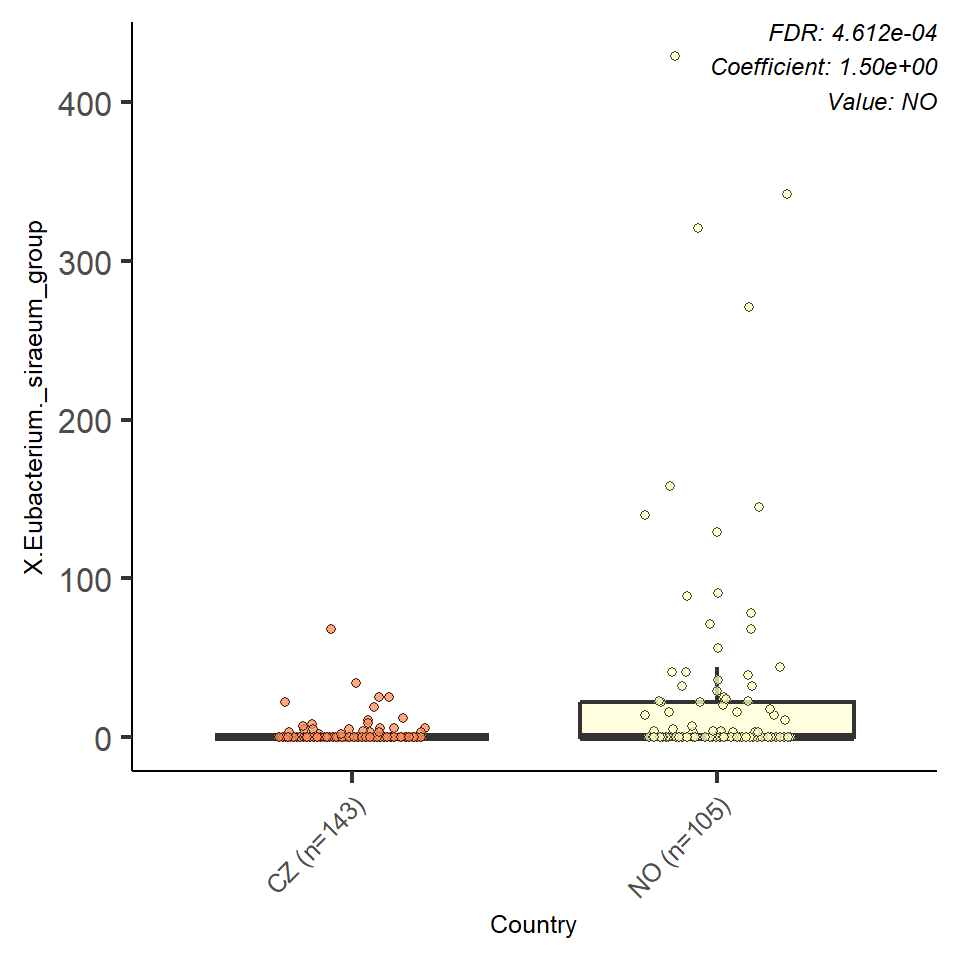 FDR: 4.612e-04
Coefficient: 1.50e+00
Value: NO
X.Eubacterium._siraeum_group
400
300
200
100
0
CZ (n=143)
NO (n=105)
Country